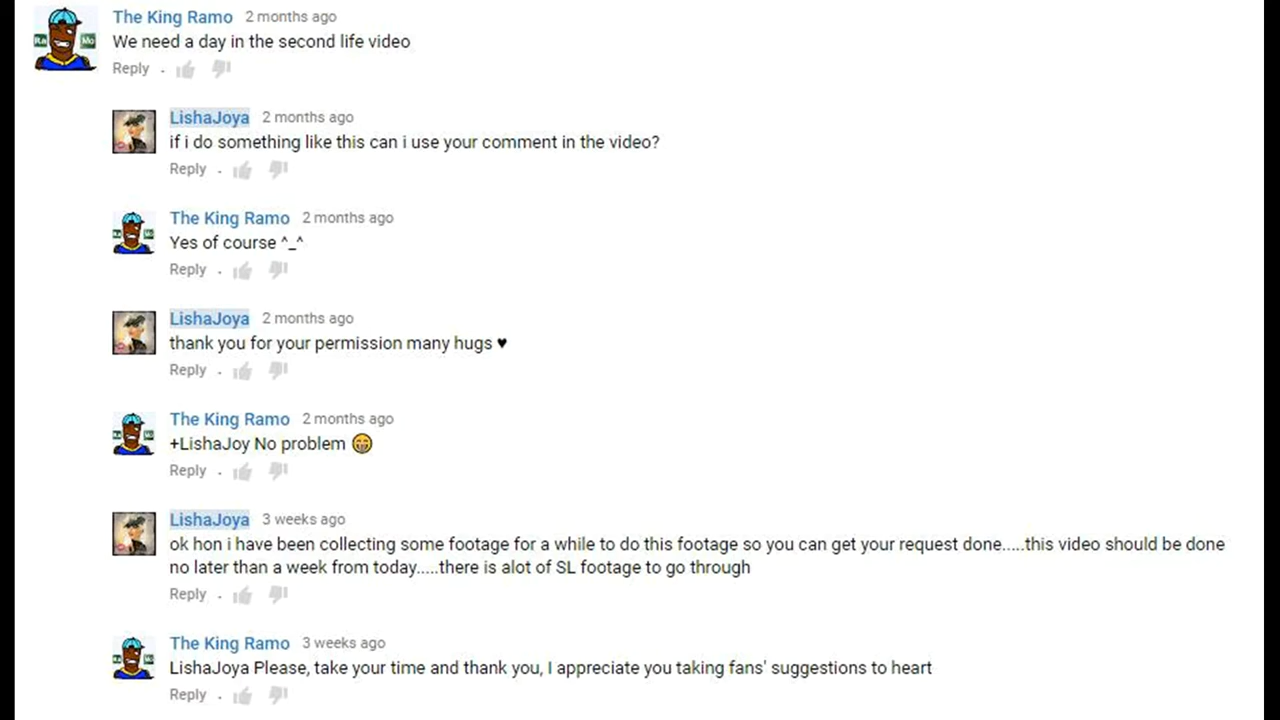 The King Ramo 2 months ago
We need a day in the second life video
Reply .
LishaJoya 2 months ago
if i do something like this can i use your comment in the video?
Reply .
The King Ramo 2 months ago
Yes of course ^_^
Reply .
LishaJoya 2 months ago
thank you for your permission many hugs ♥
Reply .
The King Ramo 2 months ago
+LishaJoy No problem 😁
Reply .
LishaJoya 3 weeks ago
ok hon i have been collecting some footage for a while to do this footage so you can get your request done.....this video should be done
no later than a week from today.....there is alot of SL footage to go through
Reply .
The King Ramo 3 weeks ago
LishaJoya Please, take your time and thank you, I appreciate you taking fans' suggestions to heart
Reply .